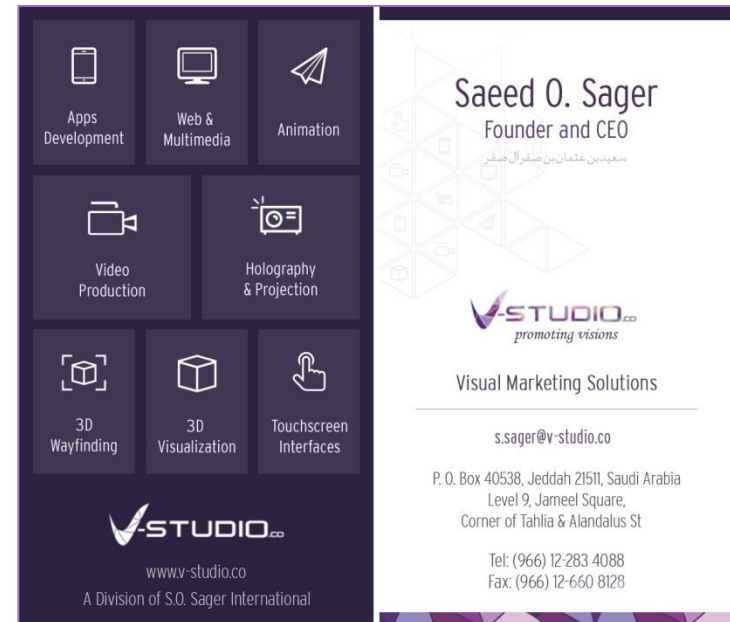 Apps
Development
Web &
Multimedia
Animation
Video
Production
Holography
& Projection
3D
Wayfinding
3D
Visualization
Touchscreen
Interfaces
V-STUDIO.co
www.v-studio.co
A Division of S.O. Sager International
Saeed O. Sager
Founder and CEO
سعيد بن عثمان بن صقر آل صقر
V-STUDIO.co
promoting visions
Visual Marketing Solutions
s.sager@v-studio.co
P. O. Box 40538, Jeddah 21511, Saudi Arabia
Level 9, Jameel Square,
Corner of Tahlia & Alandalus St
Tel: (966) 12-283 4088
Fax: (966) 12-660 8128